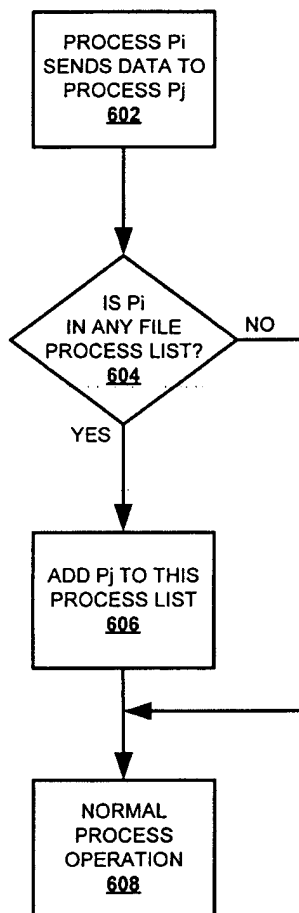 PROCESS Pi
SENDS DATA TO
PROCESS Pj
602
IS Pi
IN ANY FILE
PROCESS LIST?
604
NO
YES
ADD Pj TO THIS
PROCESS LIST
606
NORMAL
PROCESS
OPERATION
608